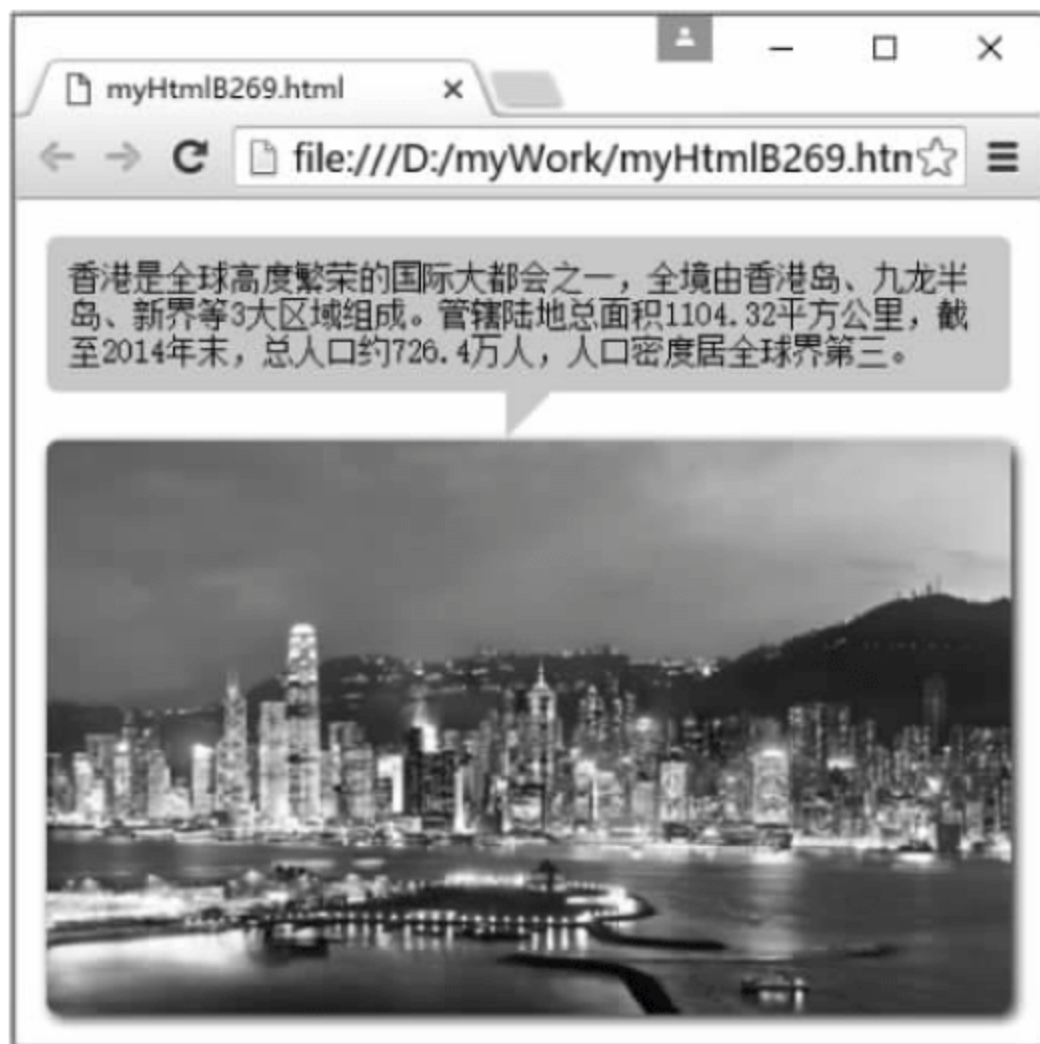 myHtmlB269.html
file:///D:/myWork/myHtmlB269.htm
香港是全球高度繁荣的国际大都会之一，全境由香港岛、九龙半
岛、新界等3大区域组成。管辖陆地总面积1104.32平方公里，截
至2014年末，总人口约726.4万人，人口密度居全球界第三。